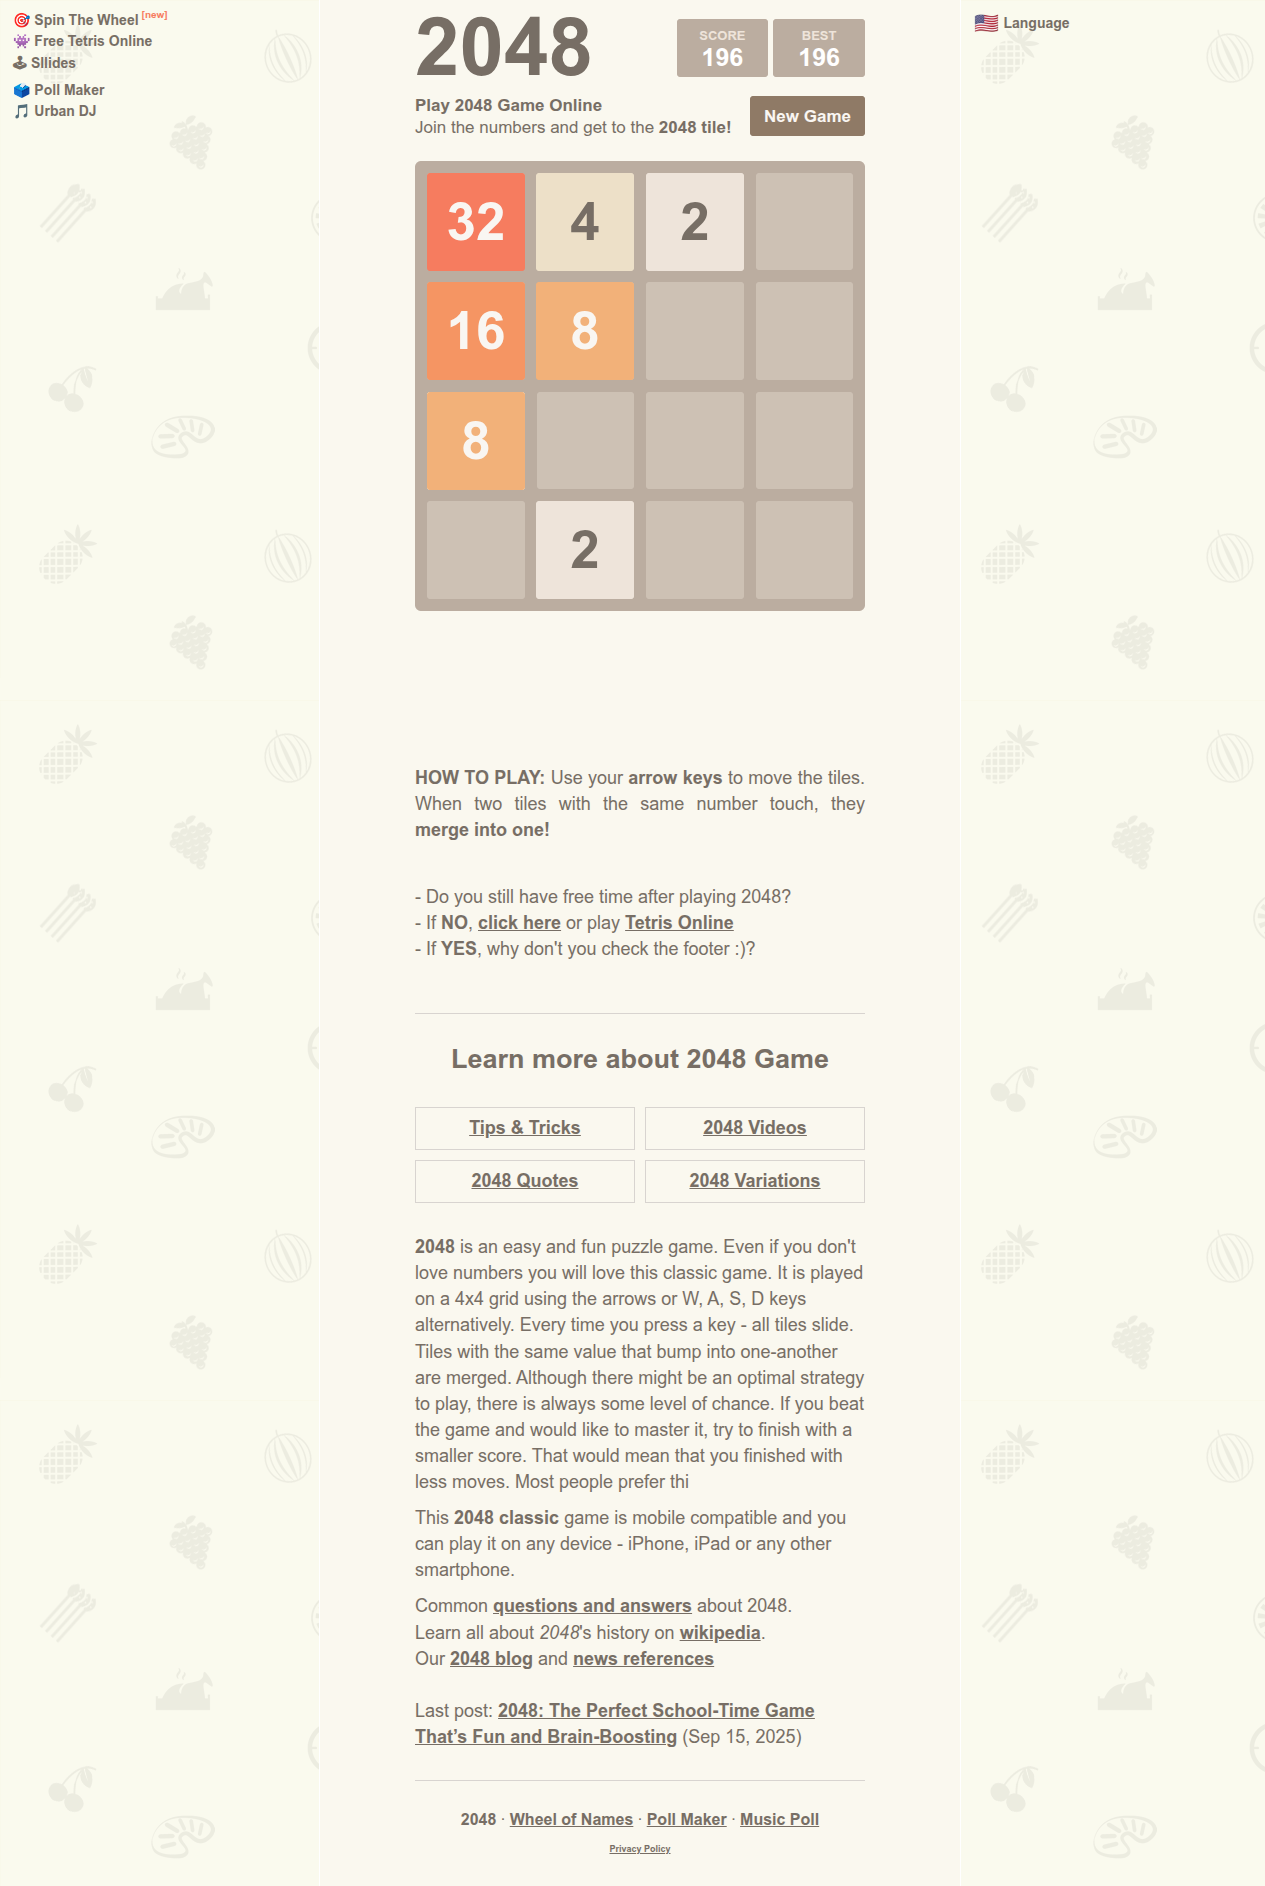 🎯 Spin The Wheel [new]
👾 Free Tetris Online
🕹 Sllides
🗳 Poll Maker
🎵 Urban DJ
🇺🇸 Language
2048
SCORE
196
BEST
196
Play 2048 Game Online
Join the numbers and get to the 2048 tile!
New Game
32 4 2
16 8
8
2
HOW TO PLAY: Use your arrow keys to move the tiles.
When two tiles with the same number touch, they
merge into one!
- Do you still have free time after playing 2048?
- If NO, click here or play Tetris Online
- If YES, why don't you check the footer :)?
Learn more about 2048 Game
Tips & Tricks
2048 Videos
2048 Quotes
2048 Variations
2048 is an easy and fun puzzle game. Even if you don't
love numbers you will love this classic game. It is played
on a 4x4 grid using the arrows or W, A, S, D keys
alternatively. Every time you press a key - all tiles slide.
Tiles with the same value that bump into one-another
are merged. Although there might be an optimal strategy
to play, there is always some level of chance. If you beat
the game and would like to master it, try to finish with a
smaller score. That would mean that you finished with
less moves. Most people prefer thi
This 2048 classic game is mobile compatible and you
can play it on any device - iPhone, iPad or any other
smartphone.
Common questions and answers about 2048.
Learn all about 2048's history on wikipedia.
Our 2048 blog and news references
Last post: 2048: The Perfect School-Time Game
That’s Fun and Brain-Boosting (Sep 15, 2025)
2048 · Wheel of Names · Poll Maker · Music Poll
Privacy Policy